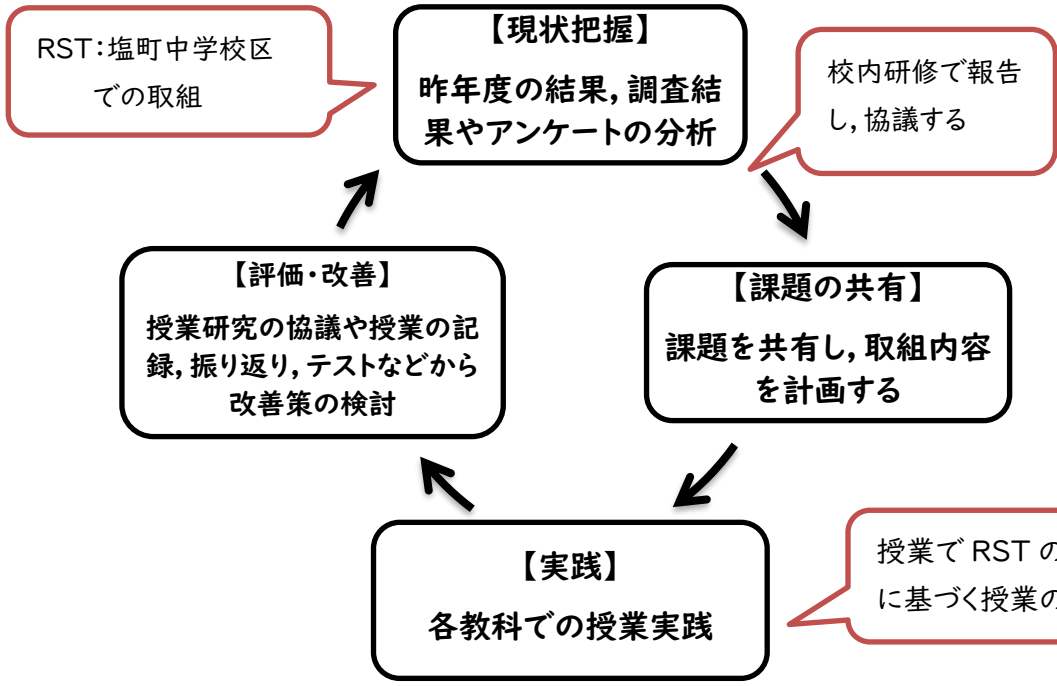 RST:塩町中学校区
での取組
【現状把握】
昨年度の結果,調査結
果やアンケートの分析
校内研修で報告
し,協議する
【評価・改善】
授業研究の協議や授業の記
録,振り返り,テストなどから
改善策の検討
【課題の共有】
課題を共有し,取組内容
を計画する
【実践】
各教科での授業実践
授業で RST の
に基づく授業の